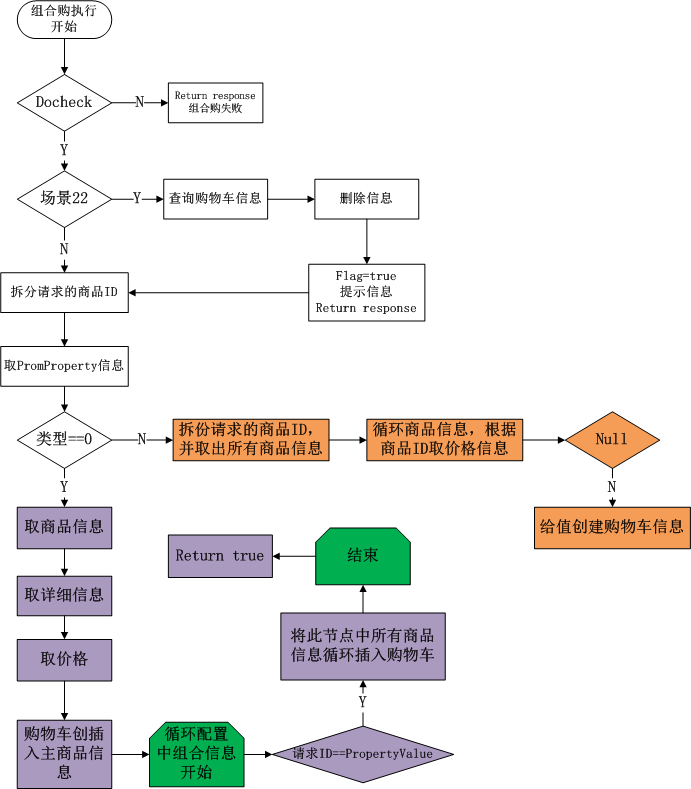 组合购执行
开始
Docheck
N
Return response
组合购失败
Y
场景22
Y
查询购物车信息
删除信息
N
Flag=true
提示信息
Return response
拆分请求的商品ID
取PromProperty信息
类型==0
N
拆份请求的商品ID，
并取出所有商品信息
循环商品信息，根据
商品ID取价格信息
Null
Y
N
取商品信息
给值创建购物车信息
Return true
结束
取详细信息
将此节点中所有商品
信息循环插入购物车
取价格
Y
购物车创插
入主商品信
息
循环配置
中组合信息
开始
请求ID==PropertyValue